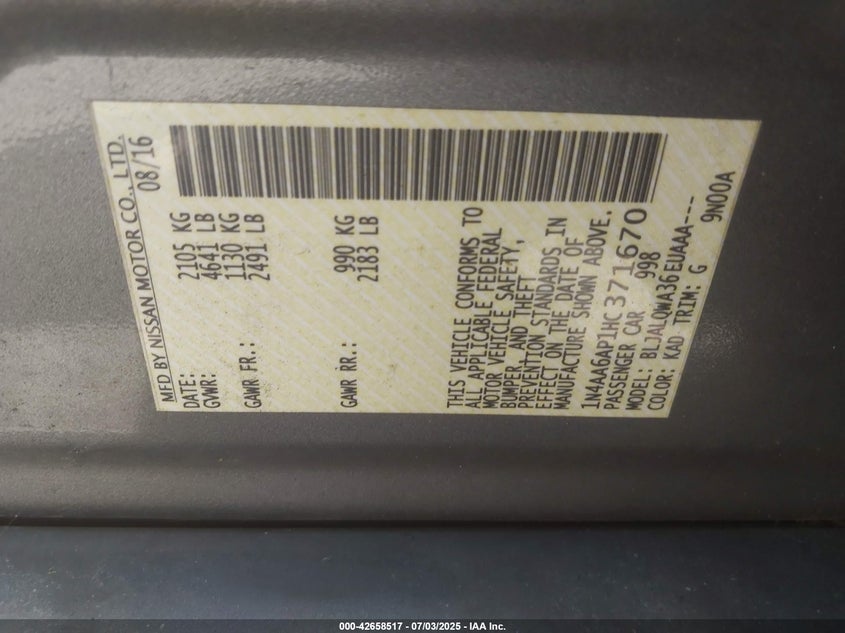 MFD BY NISSAN MOTOR CO., LTD.
DATE: 08/16
GVWR: 2105 KG
4641 LB
GAWR FR.: 1130 KG
2491 LB
GAWR RR.: 990 KG
2183 LB
THIS VEHICLE CONFORMS TO
ALL APPLICABLE FEDERAL
MOTOR VEHICLE SAFETY,
BUMPER, AND THEFT
PREVENTION STANDARDS IN
EFFECT ON THE DATE OF
MANUFACTURE SHOWN ABOVE.
1N4AA6AP1HC371670
PASSENGER CAR 998
MODEL: BLJALOWA36EUAAA---
COLOR: KAD TRIM: G 9N00A
000-42658517 - 07/03/2025 - IAA Inc.